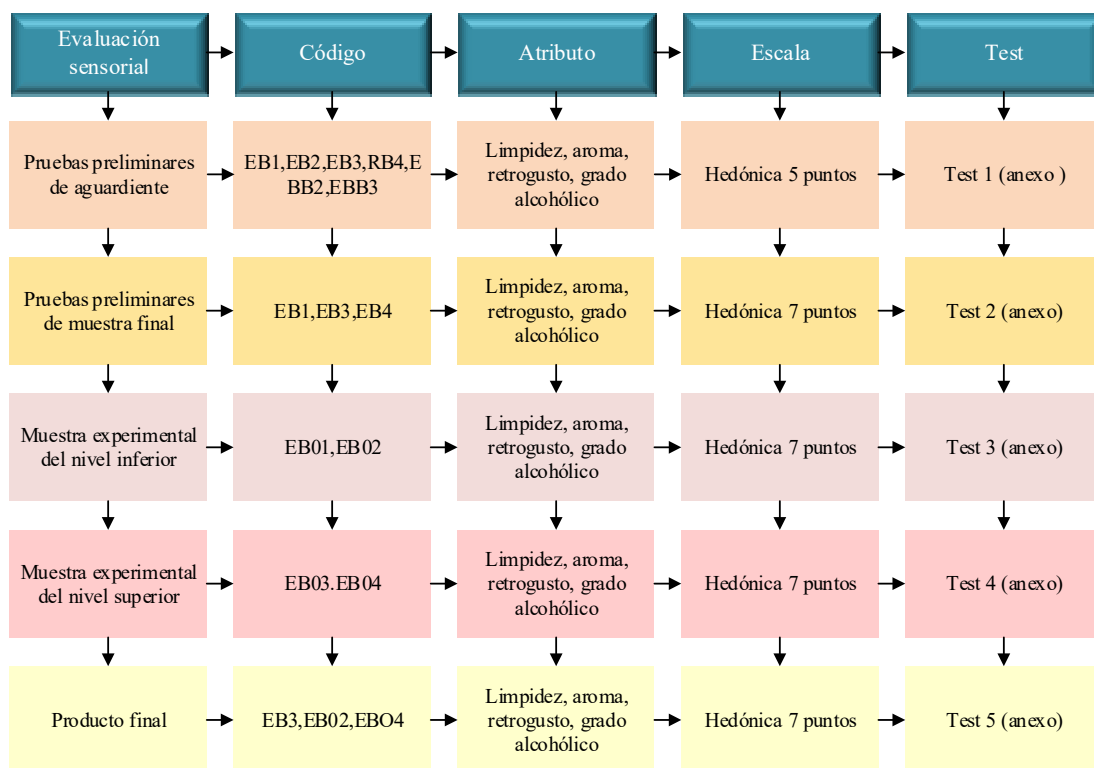 Evaluación
sensorial
Código
Atributo
Escala
Test
Pruebas preliminares
de aguardiente
EB1,EB2,EB3,RB4,E
BB2,EBB3
Limpidez, aroma,
retrogusto, grado
alcohólico
Hedónica 5 puntos
Test 1 (anexo )
Pruebas preliminares
de muestra final
EB1,EB3,EB4
Limpidez, aroma,
retrogusto, grado
alcohólico
Hedónica 7 puntos
Test 2 (anexo)
Muestra experimental
del nivel inferior
EB01,EB02
Limpidez, aroma,
retrogusto, grado
alcohólico
Hedónica 7 puntos
Test 3 (anexo)
Muestra experimental
del nivel superior
EB03.EB04
Limpidez, aroma,
retrogusto, grado
alcohólico
Hedónica 7 puntos
Test 4 (anexo)
Producto final
EB3,EB02,EBO4
Limpidez, aroma,
retrogusto, grado
alcohólico
Hedónica 7 puntos
Test 5 (anexo)